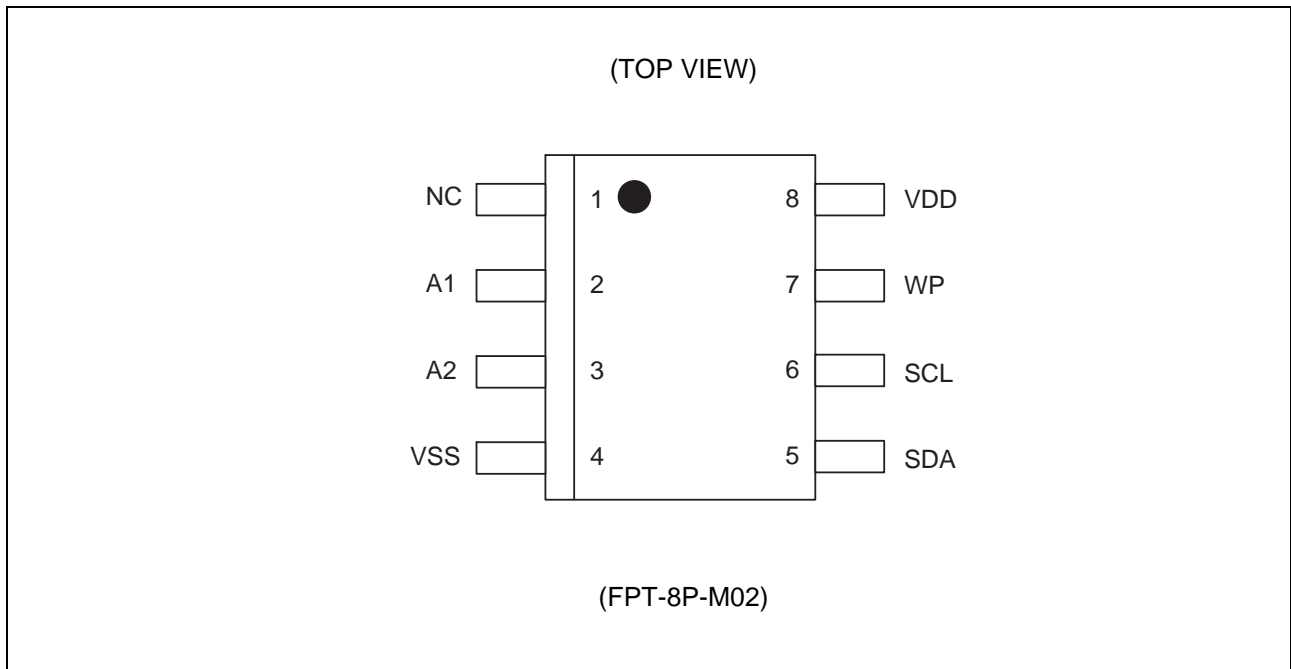 (TOP VIEW)
NC 1 8 VDD
A1 2 7 WP
A2 3 6 SCL
VSS 4 5 SDA
(FPT-8P-M02)